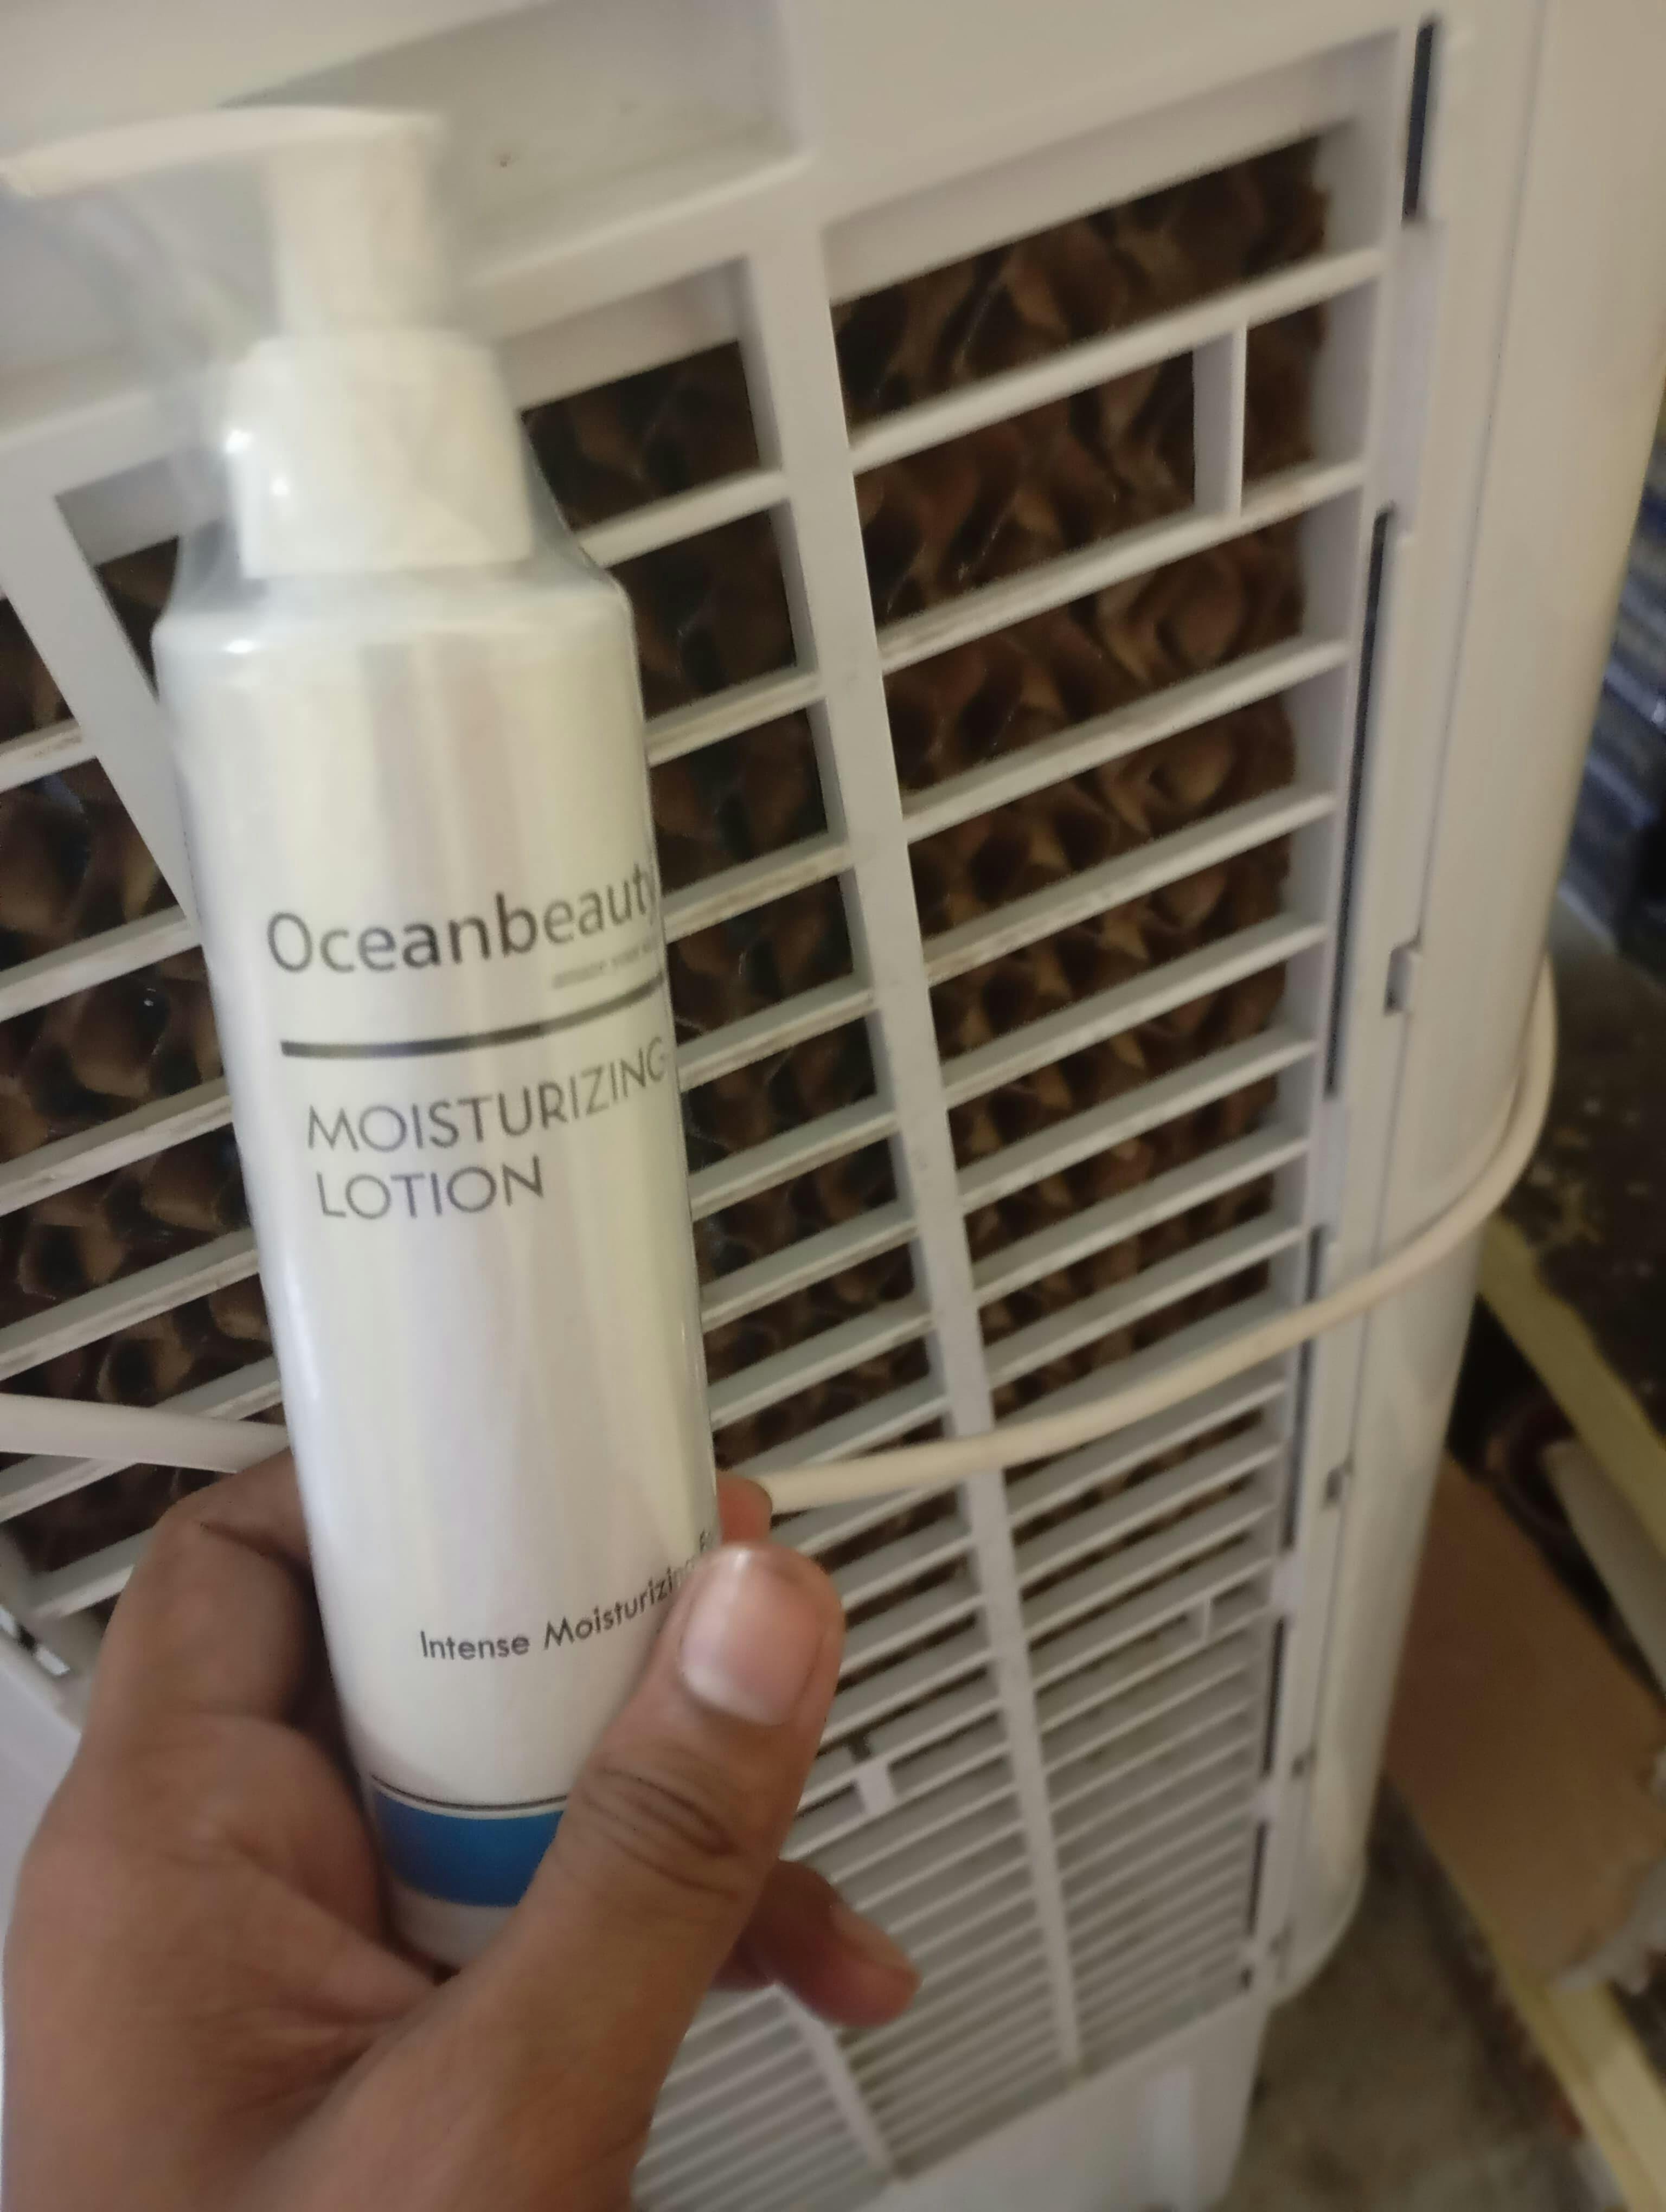 Oceanbeauty
MOISTURIZING
LOTION
Intense Moisturizing